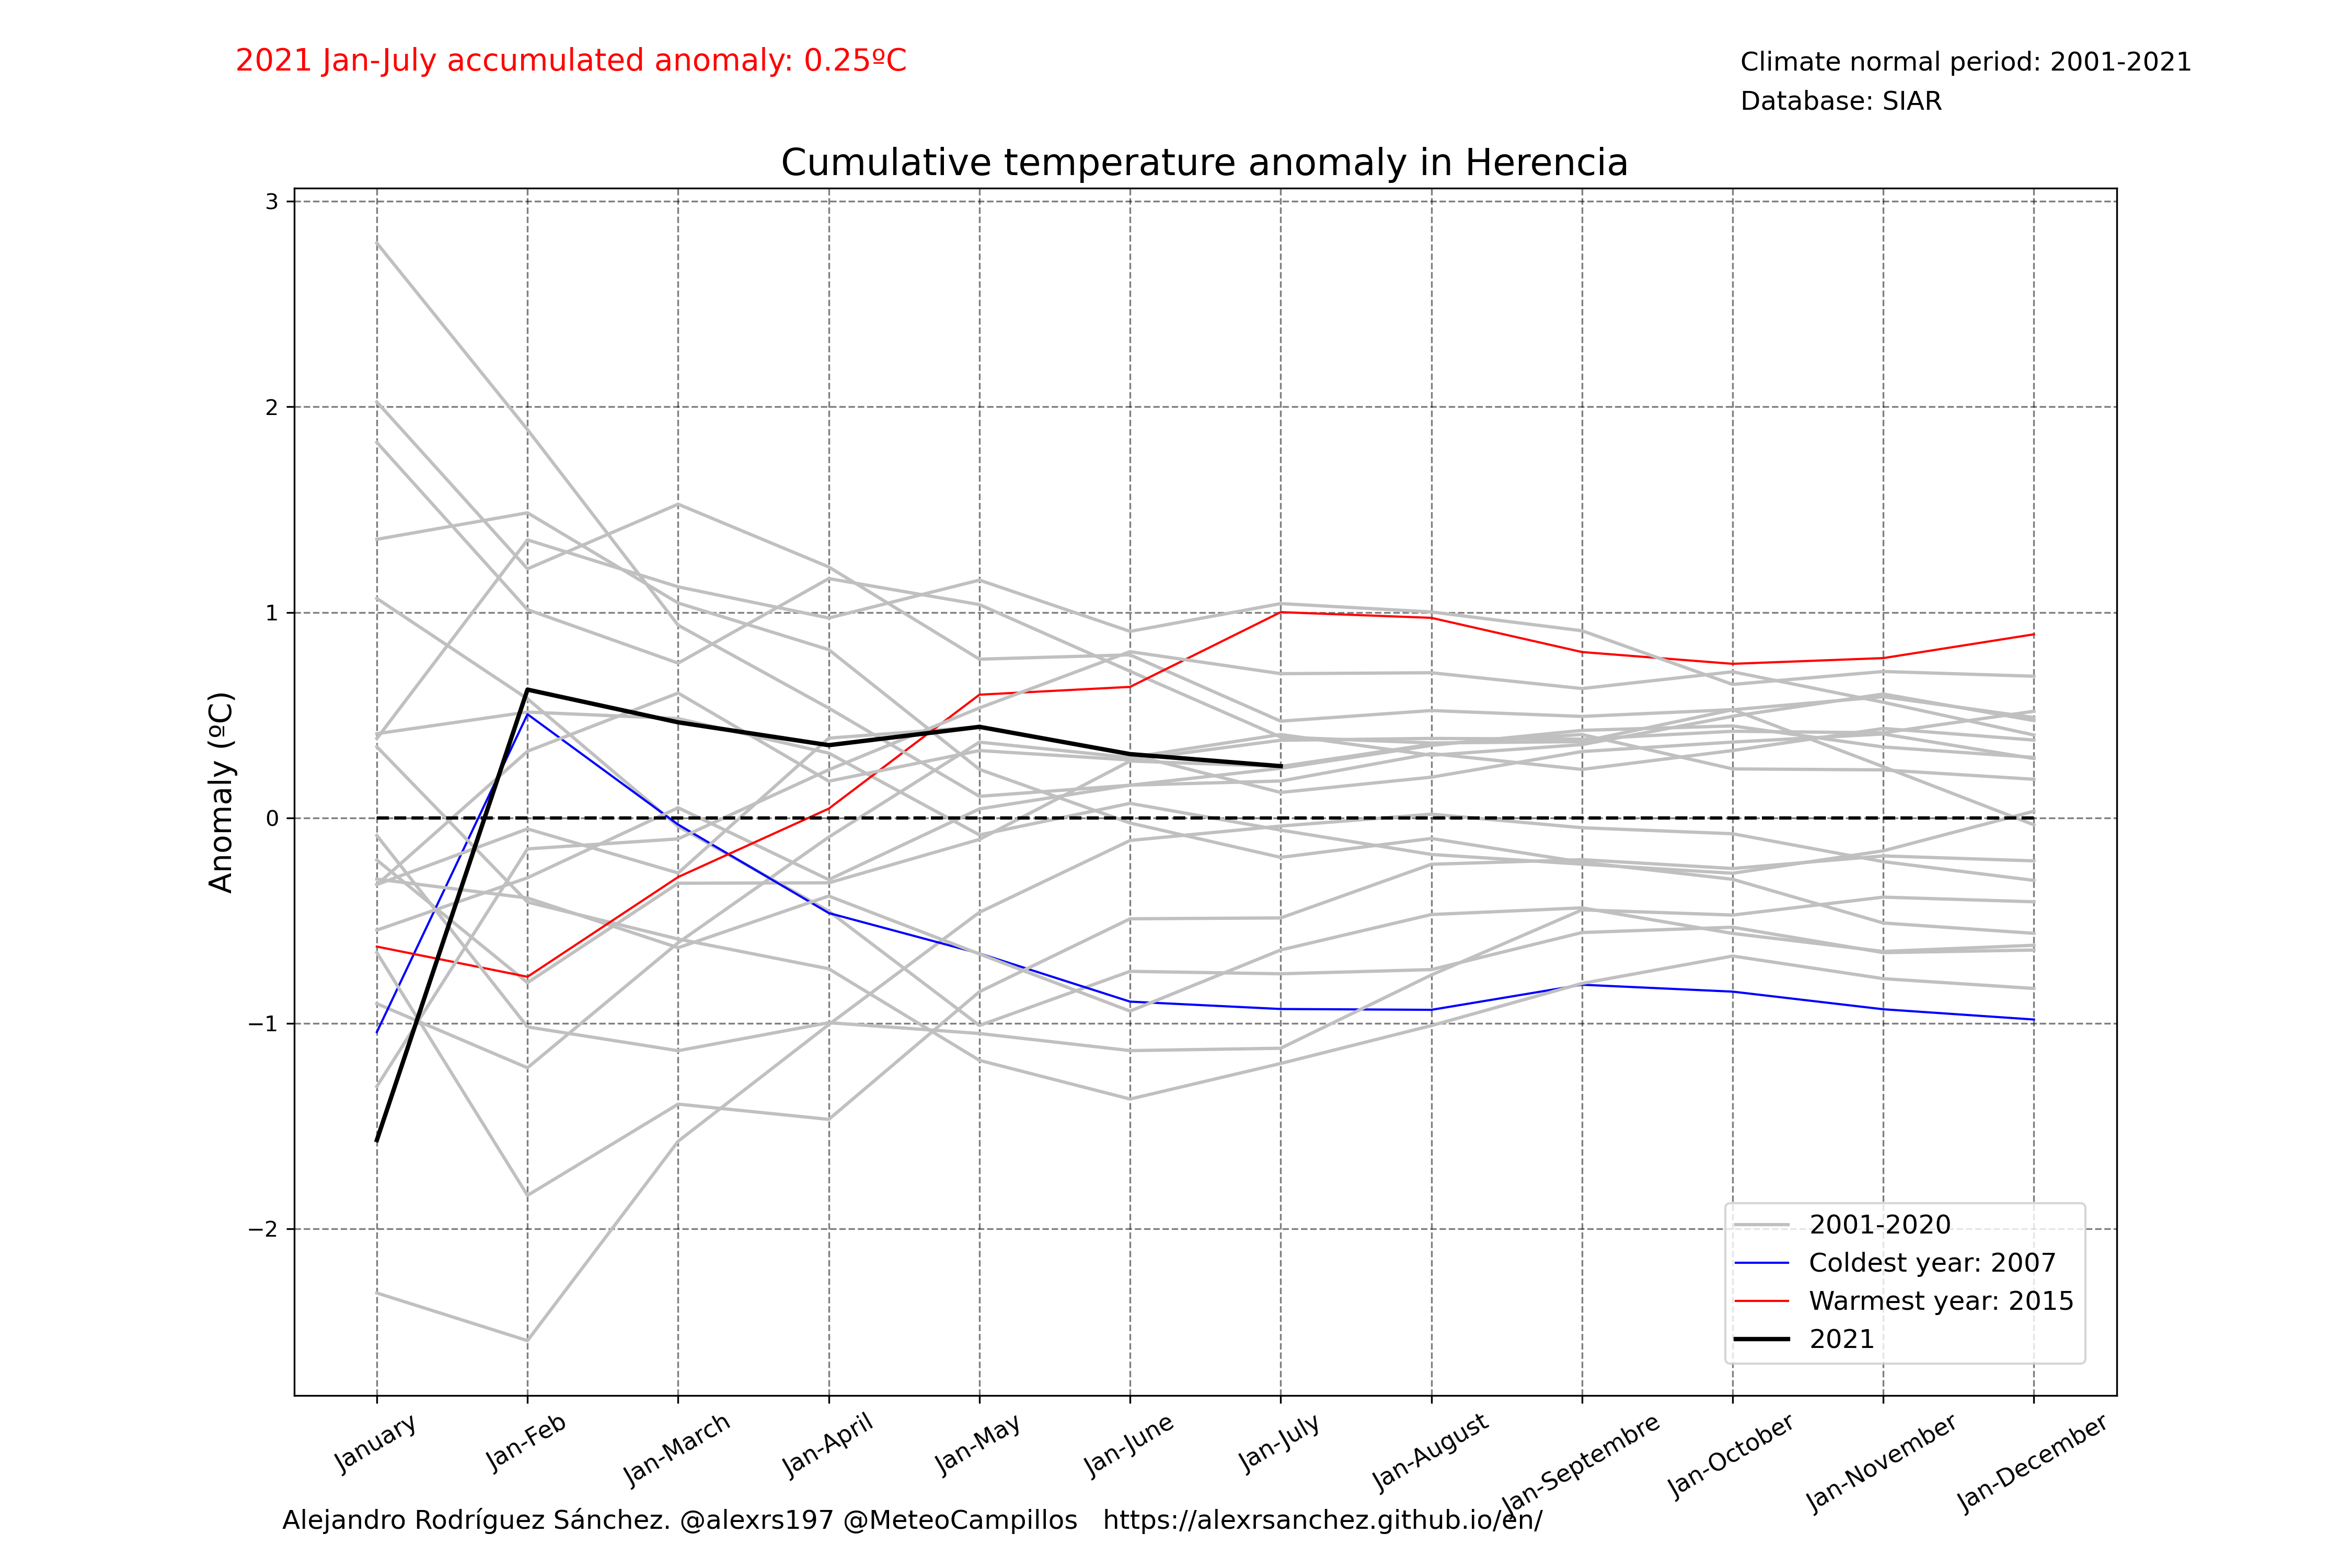 2021 Jan-July accumulated anomaly: 0.25ºC
Climate normal period: 2001-2021
Database: SIAR
Cumulative temperature anomaly in Herencia
Anomaly (ºC)
3
2
1
0
−1
−2
2001-2020
Coldest year: 2007
Warmest year: 2015
2021
January
Jan-Feb
Jan-March
Jan-April
Jan-May
Jan-June
Jan-July
Jan-August
Jan-Septembre
Jan-October
Jan-November
Jan-December
Alejandro Rodríguez Sánchez. @alexrs197 @MeteoCampillos https://alexrsanchez.github.io/en/